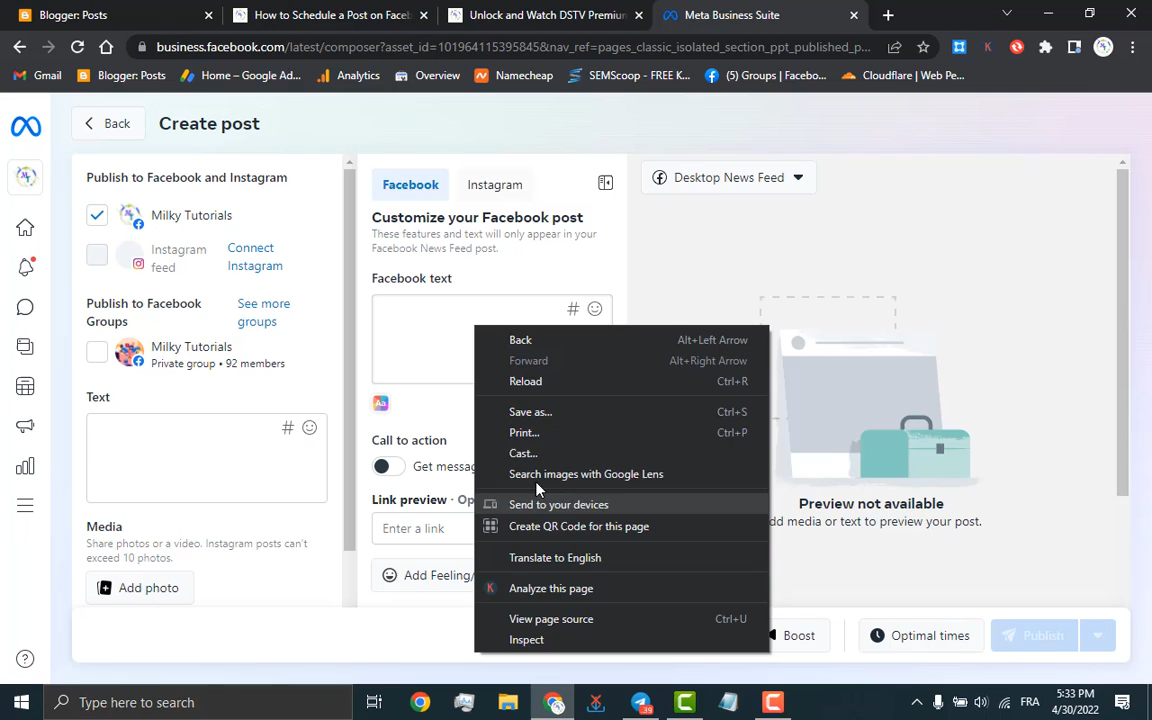 Blogger: Posts
How to Schedule a Post on Faceb
Unlock and Watch DSTV Premium
Meta Business Suite
business.facebook.com/latest/composer?asset_id=1019641153958458&nav_ref=pages_classic_isolated_section_ppt_published_p...
Gmail
Blogger: Posts
Home – Google Ad...
Analytics
Overview
Namecheap
SEMScoop - FREE K...
(5) Groups | Facebo...
Cloudflare | Web Pe...
Back
Create post
Publish to Facebook and Instagram
Milky Tutorials
Instagram
feed
Connect
Instagram
Publish to Facebook
Groups
See more
groups
Milky Tutorials
Private group • 92 members
Text
Media
Share photos or a video. Instagram posts can't
exceed 10 photos.
Add photo
Facebook
Instagram
Customize your Facebook post
These features and text will only appear in your
Facebook News Feed post.
Facebook text
Aa
Call to action
Get messag
Link preview · Op
Enter a link
Add Feeling/
Back Alt+Left Arrow
Forward Alt+Right Arrow
Reload Ctrl+R
Save as... Ctrl+S
Print... Ctrl+P
Cast...
Search images with Google Lens
Send to your devices
Create QR Code for this page
Translate to English
Analyze this page
View page source Ctrl+U
Inspect
Desktop News Feed
Preview not available
dd media or text to preview your post.
Boost
Optimal times
Publish
Type here to search
39
FRA
5:33 PM
4/30/2022